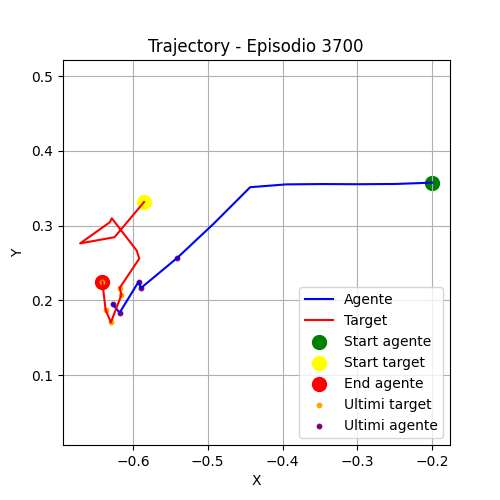 Trajectory - Episodio 3700
Y
0.5
0.4
0.3
0.2
0.1
Agente
Target
Start agente
Start target
End agente
Ultimi target
Ultimi agente
−0.6
−0.5
−0.4
−0.3
−0.2
X